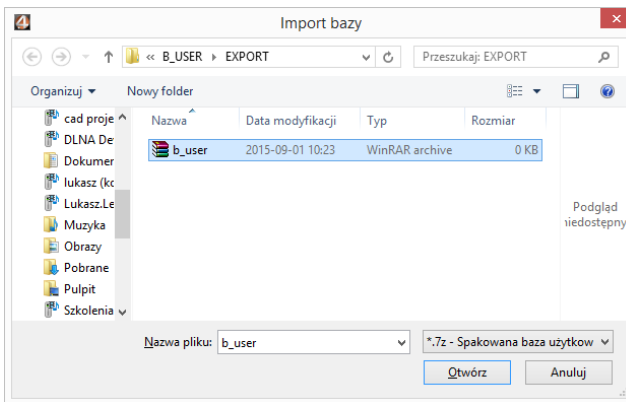 Import bazy
« B_USER EXPORT
Przeszukaj: EXPORT
Organizuj
Nowy folder
Nazwa Data modyfikacji Typ Rozmiar
b_user 2015-09-01 10:23 WinRAR archive 0 KB
cad proje
DLNA De
Dokumer
lukasz (kc
Lukasz.Le
Muzyka
Obrazy
Pobrane
Pulpit
Szkolenia
Podgląd
niedostępny
Nazwa pliku: b_user
*.7z - Spakowana baza użytkow
Otwórz Anuluj